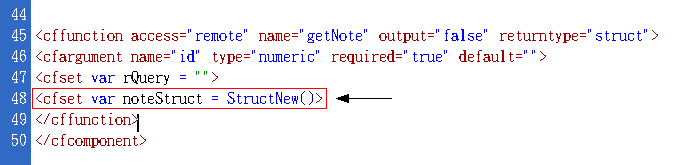 44
45 <cffunction access="remote" name="getNote" output="false" returntype="struct">
46 <cfargument name="id" type="numeric" required="true" default="">
47 <cfset var rQuery = "">
48 <cfset var noteStruct = StructNew()>
49 </cffunction>
50 </cfcomponent>